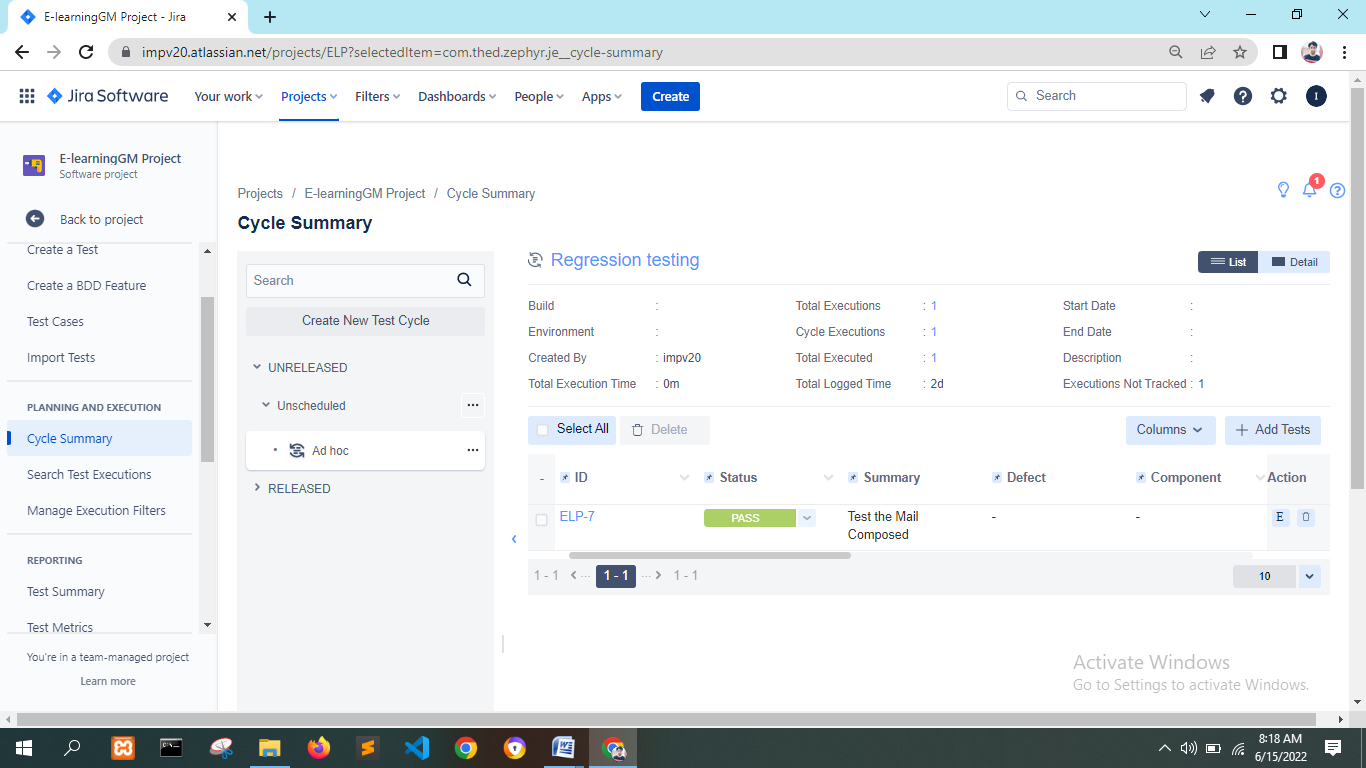 E-learningGM Project - Jira
impv20.atlassian.net/projects/ELP?selectedItem=com.thed.zephyr.je__cycle-summary
Jira Software
Your work
Projects
Filters
Dashboards
People
Apps
Create
Search
I
E-learningGM Project
Software project
Back to project
Create a Test
Create a BDD Feature
Test Cases
Import Tests
PLANNING AND EXECUTION
Cycle Summary
Search Test Executions
Manage Execution Filters
REPORTING
Test Summary
Test Metrics
You're in a team-managed project
Learn more
Projects / E-learningGM Project / Cycle Summary
1
Cycle Summary
Search
Create New Test Cycle
UNRELEASED
Unscheduled
Ad hoc
RELEASED
Regression testing
List
Detail
Build : Total Executions : 1 Start Date :
Environment : Cycle Executions : 1 End Date :
Created By : impv20 Total Executed : 1 Description :
Total Execution Time : 0m Total Logged Time : 2d Executions Not Tracked : 1
Select All
Delete
Columns
Add Tests
- ID Status Summary Defect Component Action
ELP-7 PASS Test the Mail - - E
Composed
1 - 1 ... 1 - 1 ... 1 - 1
10
Activate Windows
Go to Settings to activate Windows.
8:18 AM
6/15/2022